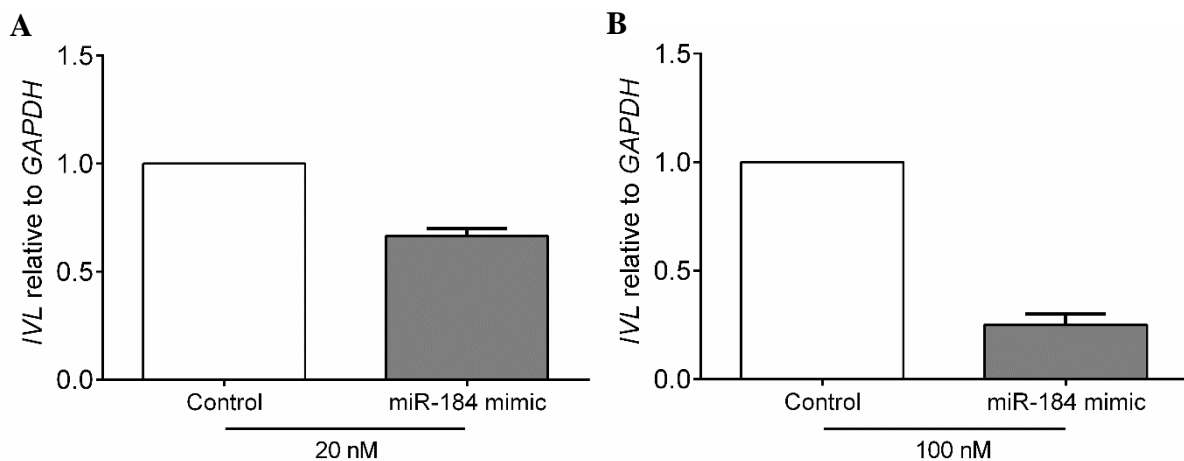 A
IVL relative to GAPDH
1.5
1.0
0.5
0.0
Control
miR-184 mimic
20 nM
B
IVL relative to GAPDH
1.5
1.0
0.5
0.0
Control
miR-184 mimic
100 nM